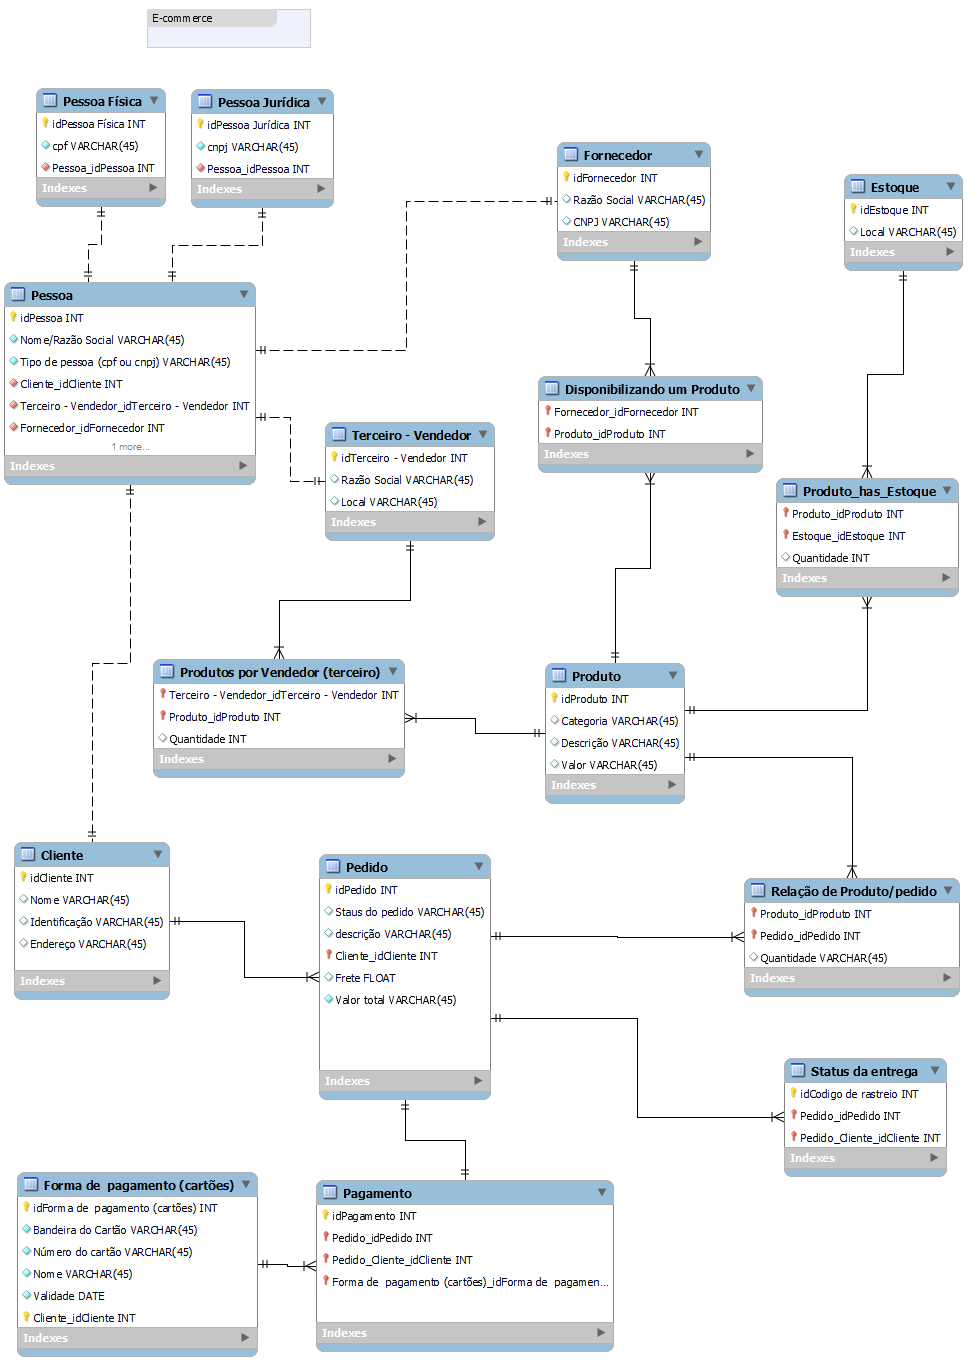 E-commerce
Pessoa Física
idPessoa Física INT
cpf VARCHAR(45)
Pessoa_idPessoa INT
Indexes
Pessoa Jurídica
idPessoa Jurídica INT
cnpj VARCHAR(45)
Pessoa_idPessoa INT
Indexes
Fornecedor
idFornecedor INT
Razão Social VARCHAR(45)
CNPJ VARCHAR(45)
Indexes
Estoque
idEstoque INT
Local VARCHAR(45)
Indexes
Pessoa
idPessoa INT
Nome/Razão Social VARCHAR(45)
Tipo de pessoa (cpf ou cnpj) VARCHAR(45)
Cliente_idCliente INT
Terceiro - Vendedor_idTerceiro - Vendedor INT
Fornecedor_idFornecedor INT
1 more...
Indexes
Disponibilizando um Produto
Fornecedor_idFornecedor INT
Produto_idProduto INT
Indexes
Terceiro - Vendedor
idTerceiro - Vendedor INT
Razão Social VARCHAR(45)
Local VARCHAR(45)
Indexes
Produto_has_Estoque
Produto_idProduto INT
Estoque_idEstoque INT
Quantidade INT
Indexes
Produtos por Vendedor (terceiro)
Terceiro - Vendedor_idTerceiro - Vendedor INT
Produto_idProduto INT
Quantidade INT
Indexes
Produto
idProduto INT
Categoria VARCHAR(45)
Descrição VARCHAR(45)
Valor VARCHAR(45)
Indexes
Cliente
idCliente INT
Nome VARCHAR(45)
Identificação VARCHAR(45)
Endereço VARCHAR(45)
Indexes
Pedido
idPedido INT
Staus do pedido VARCHAR(45)
descrição VARCHAR(45)
Cliente_idCliente INT
Frete FLOAT
Valor total VARCHAR(45)
Indexes
Relação de Produto/pedido
Produto_idProduto INT
Pedido_idPedido INT
Quantidade VARCHAR(45)
Indexes
Status da entrega
idCodigo de rastreio INT
Pedido_idPedido INT
Pedido_Cliente_idCliente INT
Indexes
Forma de pagamento (cartões)
idForma de pagamento (cartões) INT
Bandeira do Cartão VARCHAR(45)
Número do cartão VARCHAR(45)
Nome VARCHAR(45)
Validade DATE
Cliente_idCliente INT
Indexes
Pagamento
idPagamento INT
Pedido_idPedido INT
Pedido_Cliente_idCliente INT
Forma de pagamento (cartões)_idForma de pagamen...
Indexes